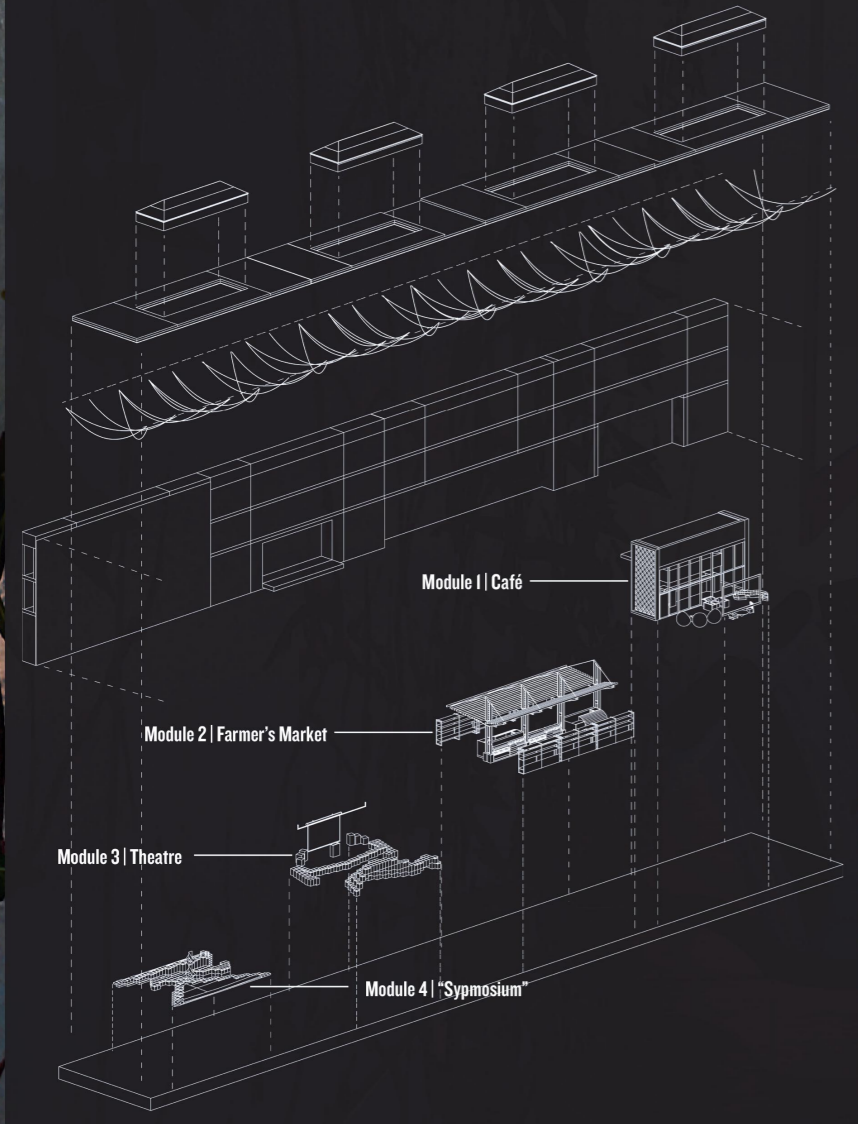 Module 1 | Café
Module 2 | Farmer's Market
Module 3 | Theatre
Module 4 | “Sypmosium”